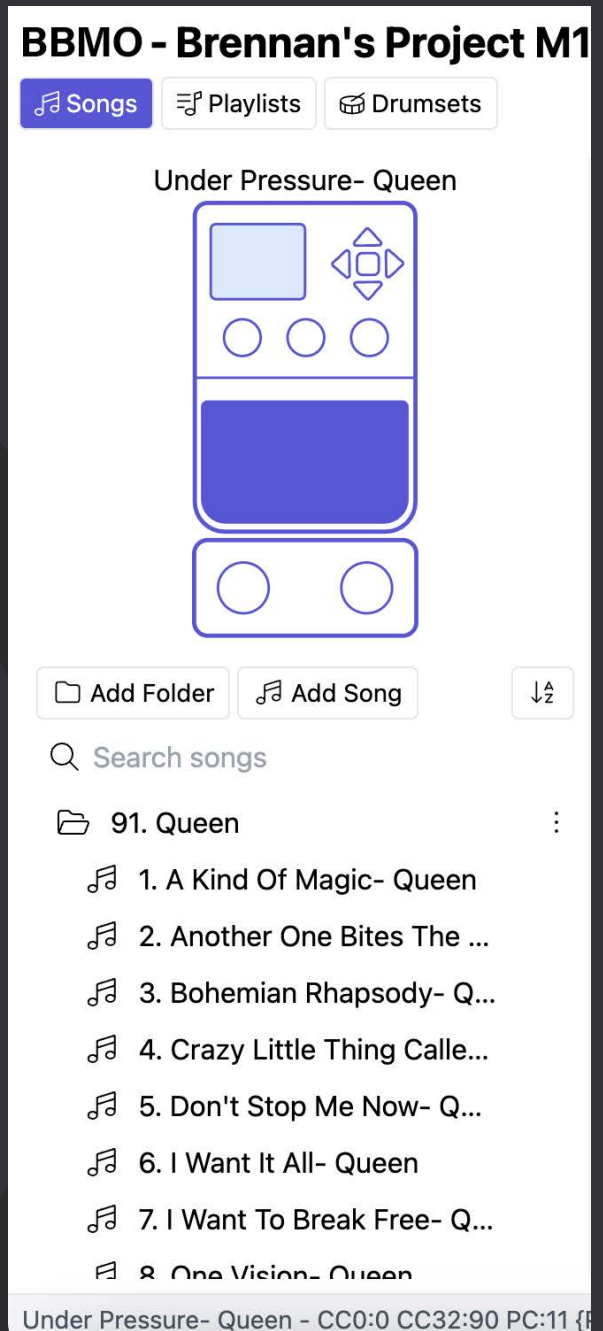 BBMO - Brennan's Project M1
Songs
Playlists
Drumsets
Under Pressure- Queen
Add Folder
Add Song
A
Z
Search songs
91. Queen
1. A Kind Of Magic- Queen
2. Another One Bites The ...
3. Bohemian Rhapsody- Q...
4. Crazy Little Thing Calle...
5. Don't Stop Me Now- Q...
6. I Want It All- Queen
7. I Want To Break Free- Q...
8. One Vision- Queen
Under Pressure- Queen - CC0:0 CC32:90 PC:11 {